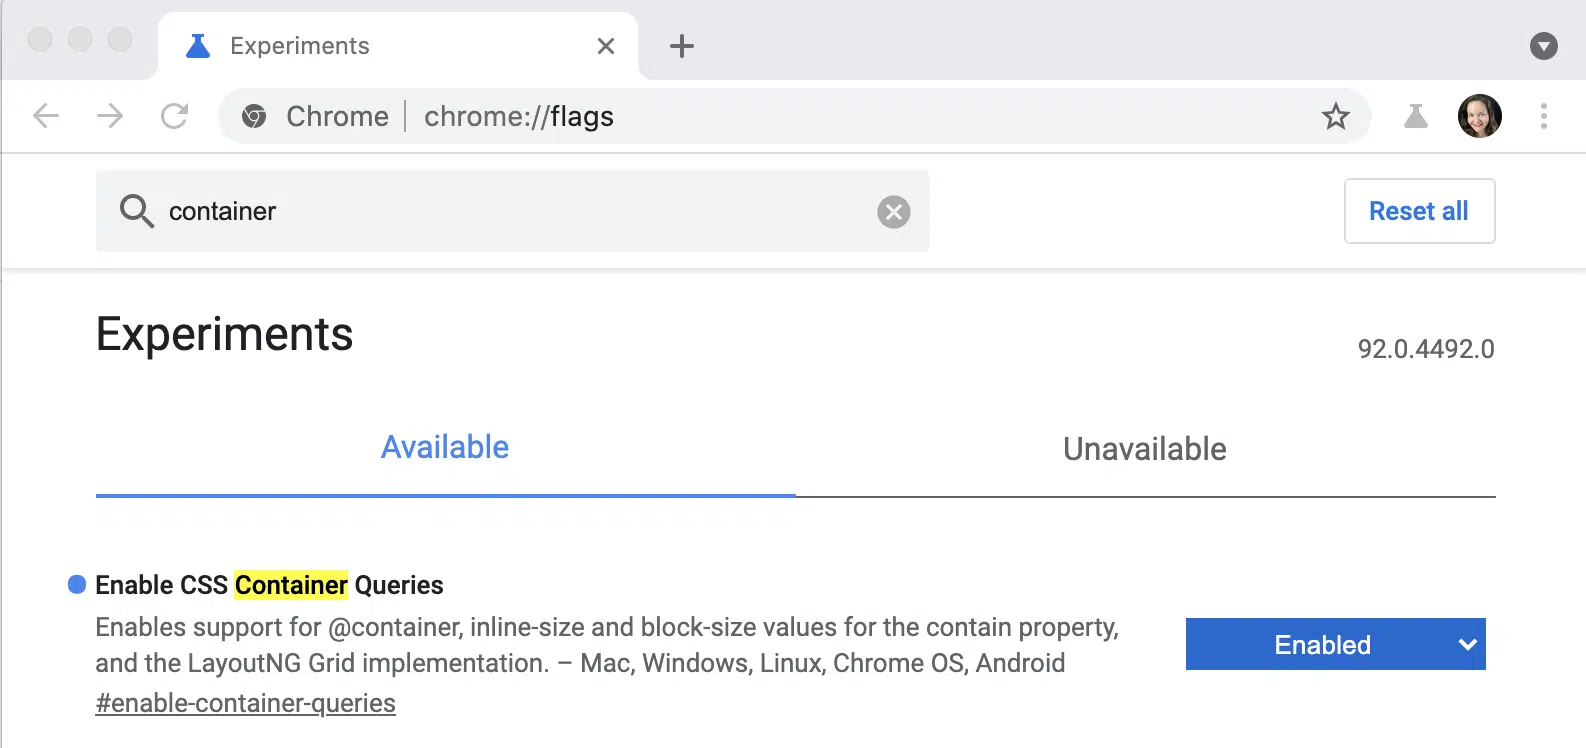 Experiments
Chrome | chrome://flags
container
Reset all
Experiments
92.0.4492.0
Available
Unavailable
Enable CSS Container Queries
Enables support for @container, inline-size and block-size values for the contain property,
and the LayoutNG Grid implementation. – Mac, Windows, Linux, Chrome OS, Android
#enable-container-queries
Enabled